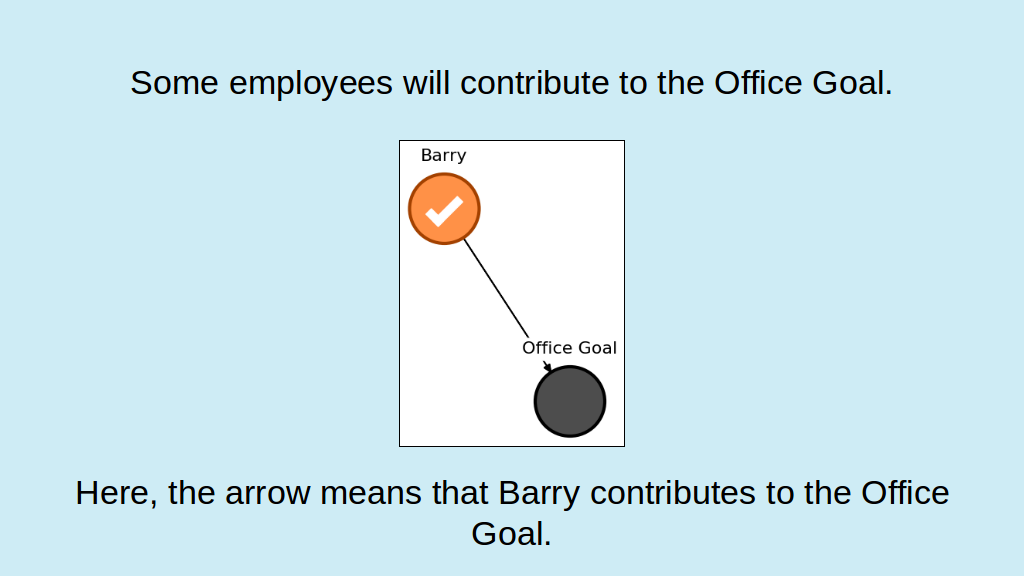 Some employees will contribute to the Office Goal.
Barry
Office Goal
Here, the arrow means that Barry contributes to the Office
Goal.